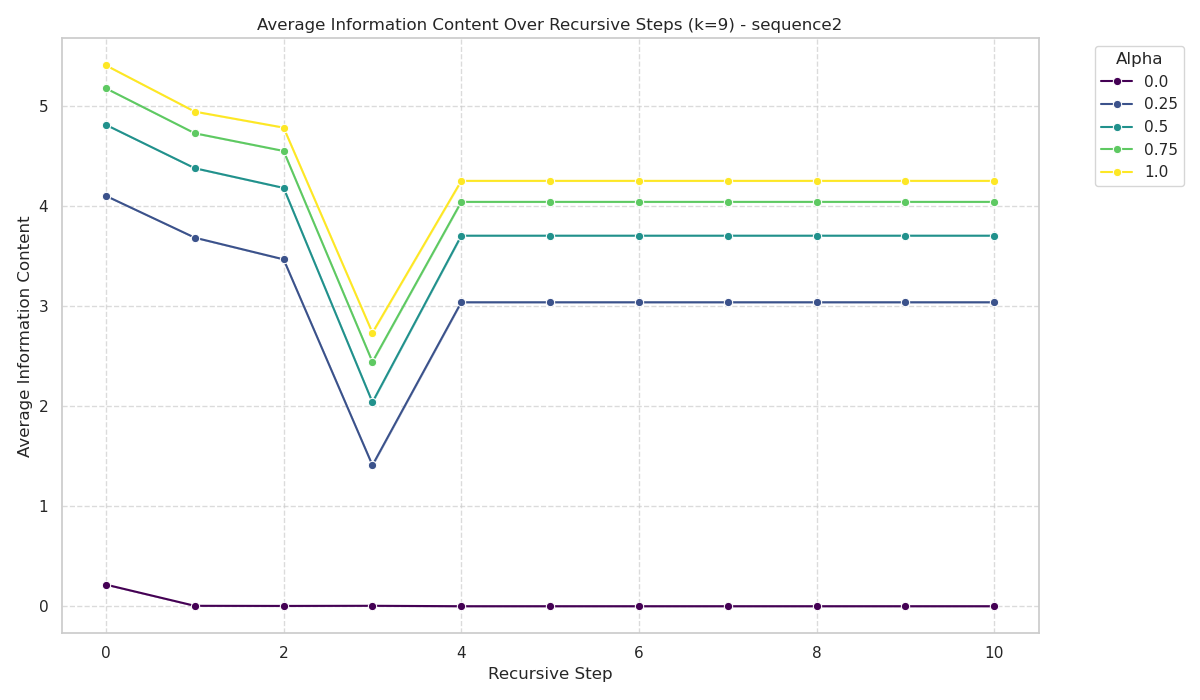 Average Information Content Over Recursive Steps (k=9) - sequence2
Alpha
0.0
0.25
0.5
0.75
1.0
Average Information Content
5
4
3
2
1
0
0 2 4 6 8 10
Recursive Step